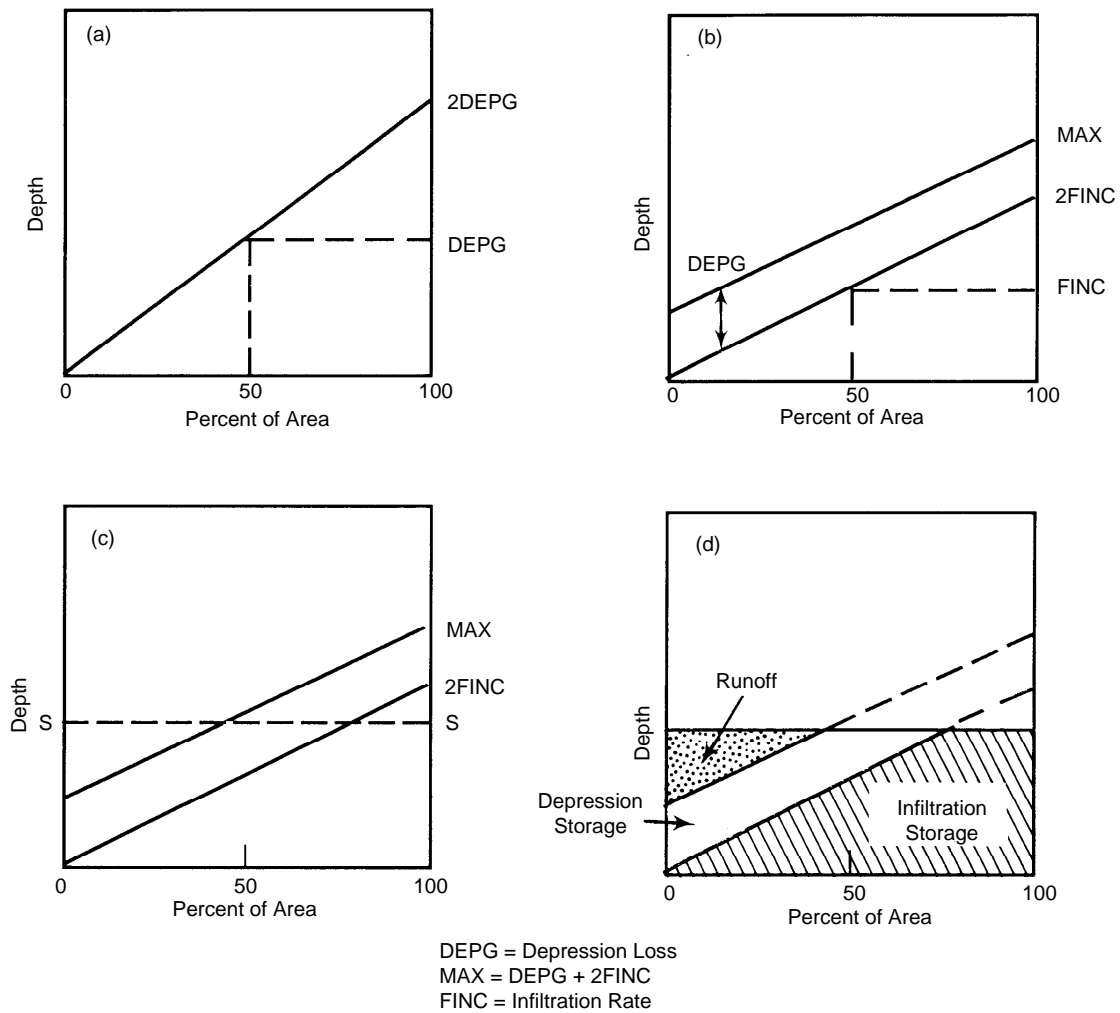 (a)
2DEPG
DEPG
Depth
0
50
100
Percent of Area
(b)
MAX
2FINC
DEPG
FINC
Depth
0
50
100
Percent of Area
(c)
MAX
2FINC
S
S
Depth
0
50
100
Percent of Area
(d)
Runoff
Depth
Depression
Storage
Infiltration
Storage
0
50
100
Percent of Area
DEPG = Depression Loss
MAX = DEPG + 2FINC
FINC = Infiltration Rate